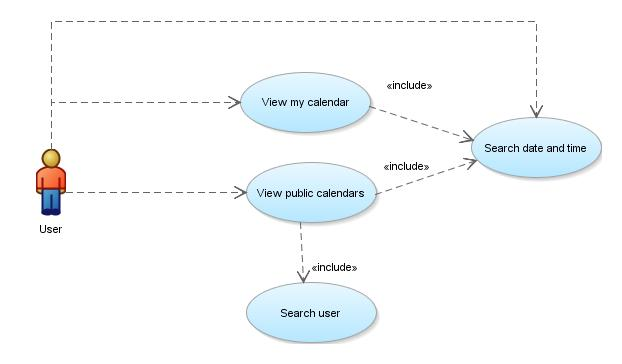 «include»
View my calendar
Search date and time
«include»
View public calendars
User
«include»
Search user